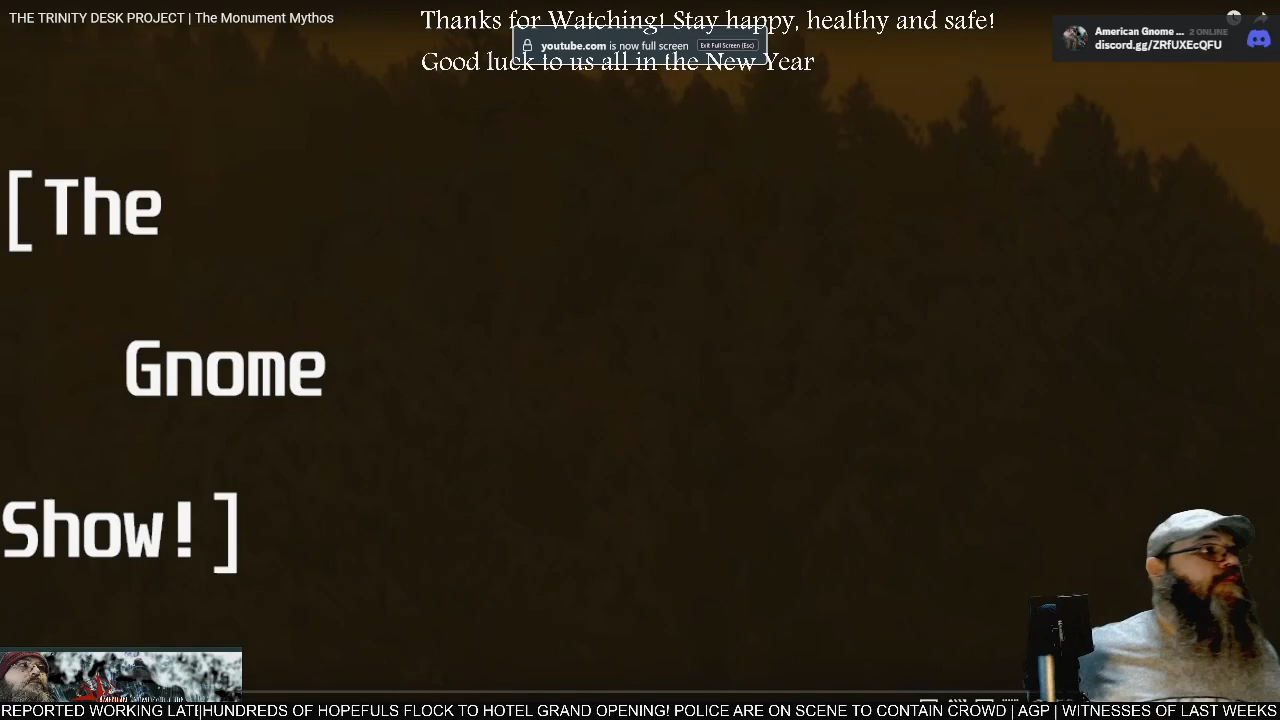 THE TRINITY DESK PROJECT | The Monument Mythos
Thanks for Watching! Stay happy, healthy and safe!
youtube.com is now full screen Exit Full Screen (Esc)
Good luck to us all in the New Year
American Gnome ... 2 ONLINE
discord.gg/ZRfUXEcQFU
[The
Gnome
Show!]
REPORTED WORKING LATE|HUNDREDS OF HOPEFULS FLOCK TO HOTEL GRAND OPENING! POLICE ARE ON SCENE TO CONTAIN CROWD | AGP | WITNESSES OF LAST WEEKS